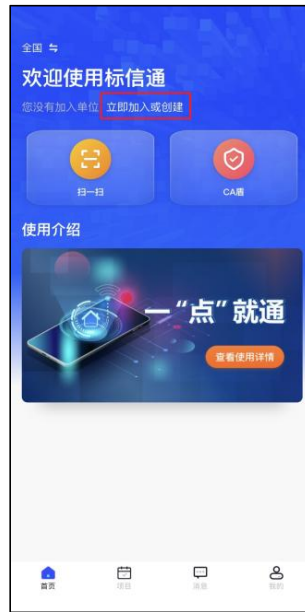 全国
欢迎使用标信通
您没有加入单位 立即加入或创建
扫一扫
CA盾
使用介绍
一“点”就通
查看使用详情
首页
项目
消息
我的